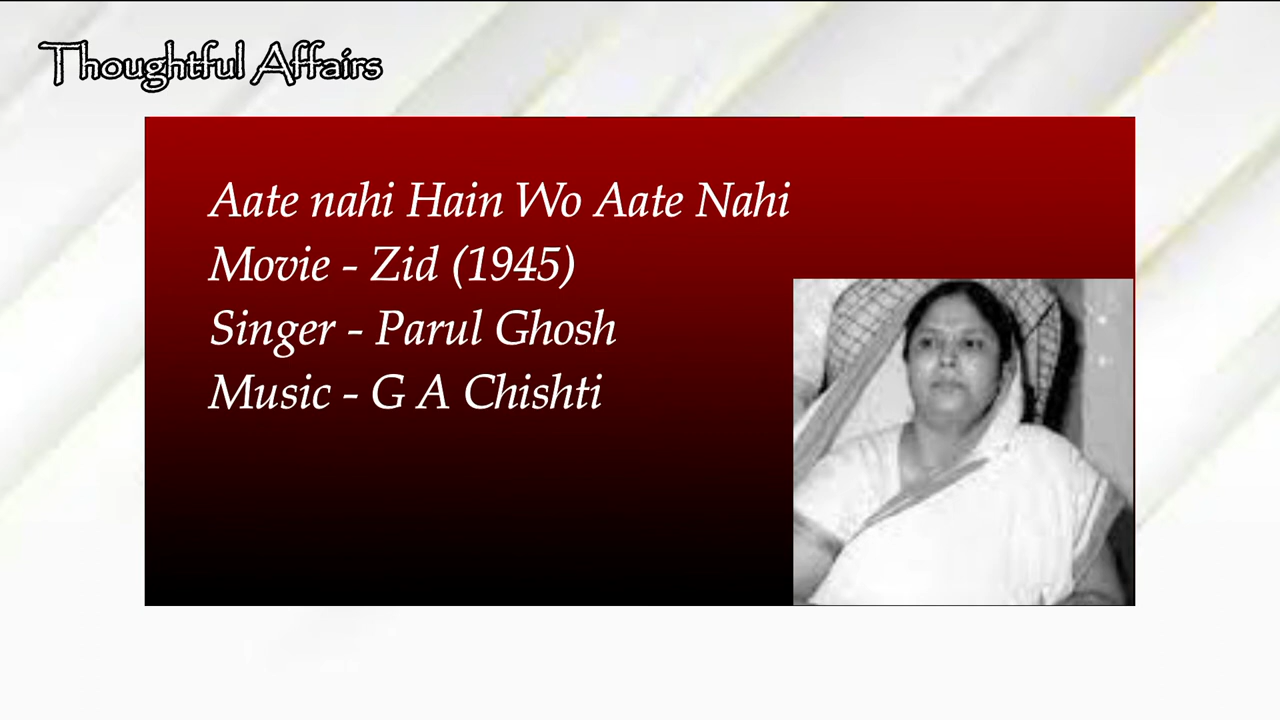 Thoughtful Affairs
Aate nahi Hain Wo Aate Nahi
Movie - Zid (1945)
Singer - Parul Ghosh
Music - G A Chishti